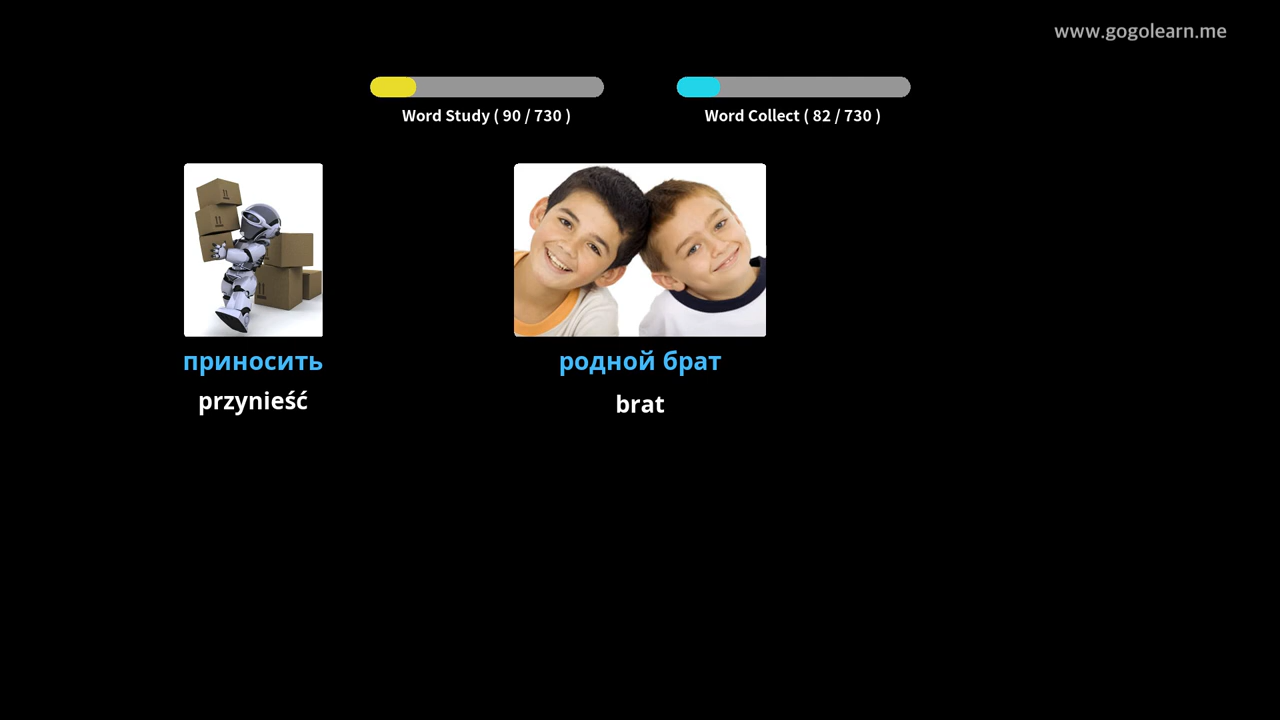 www.gogolearn.me
Word Study ( 90 / 730 )
Word Collect ( 82 / 730 )
приносить
przynieść
родной брат
brat